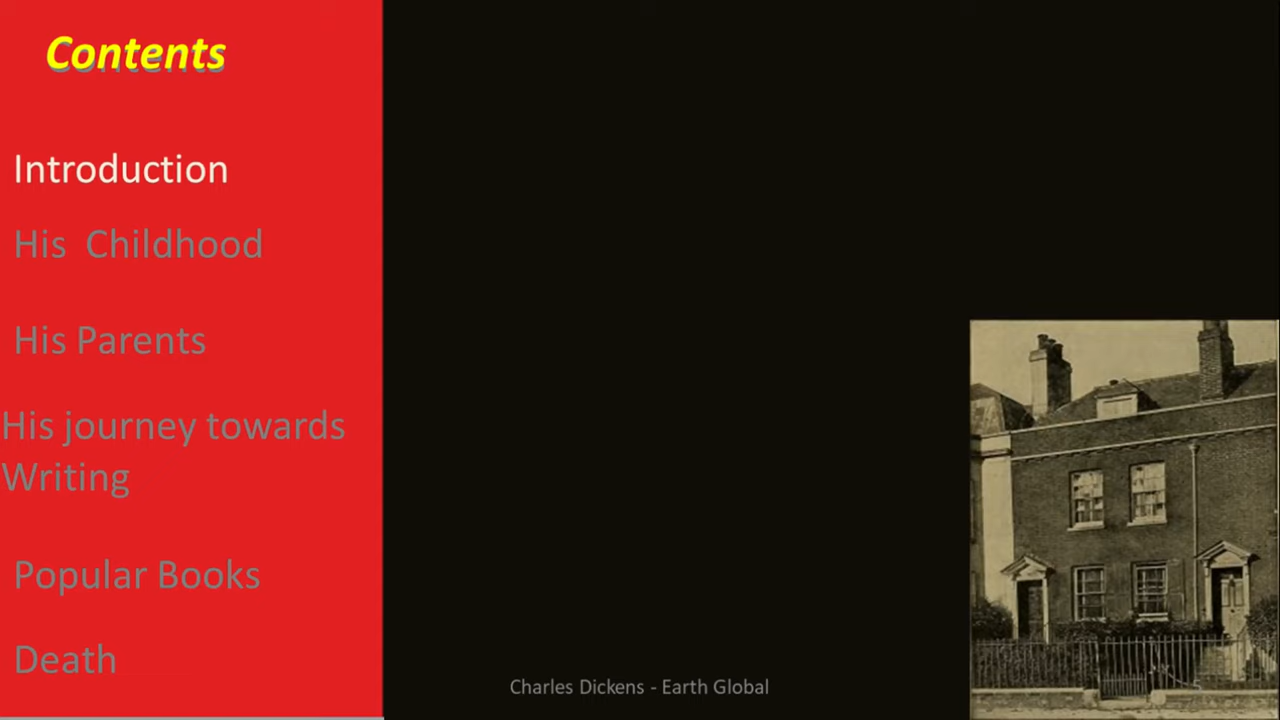 Contents
Introduction
His  Childhood
His Parents
His journey towards
Writing
Popular Books
Death
Charles Dickens - Earth Global